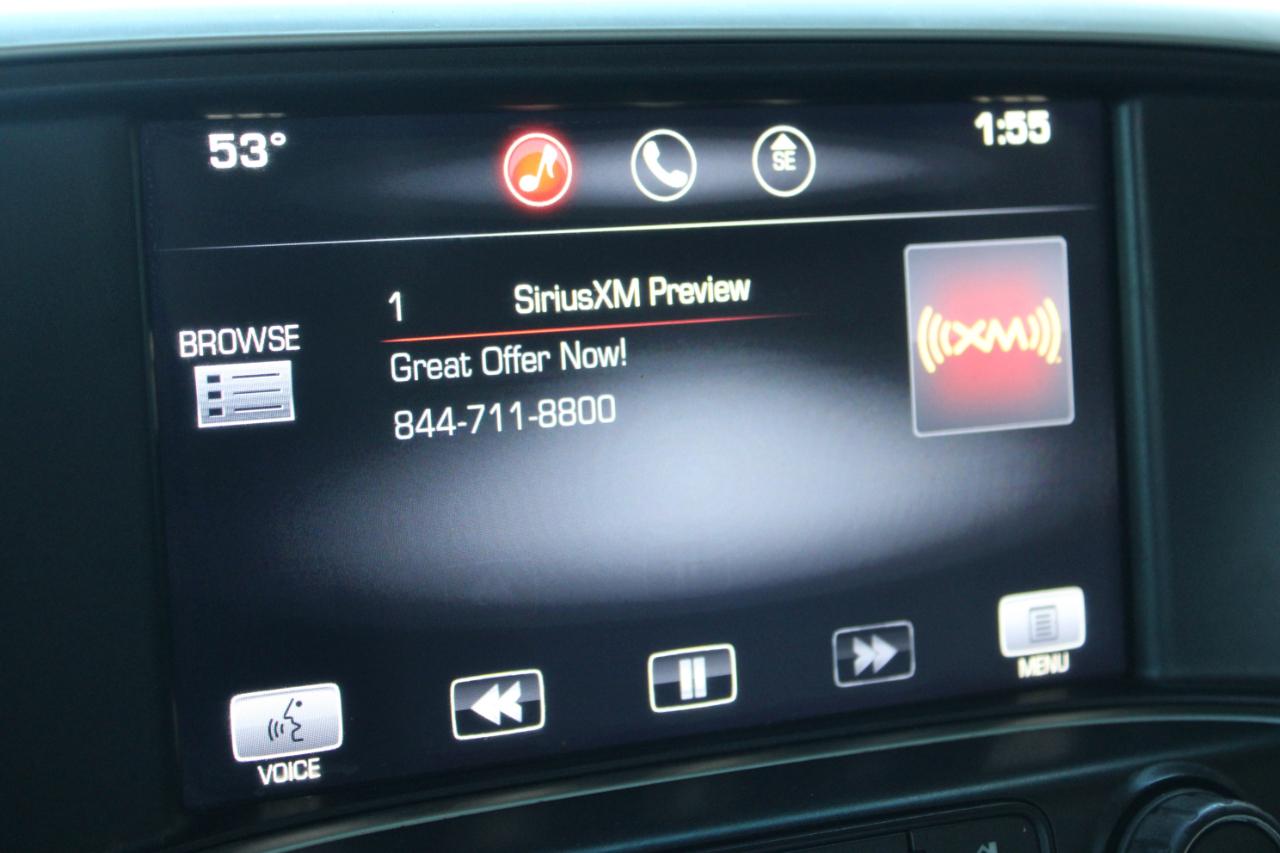 53°
SE
1:55
1 SiriusXM Preview
BROWSE
Great Offer Now!
844-711-8800
XM
MENU
VOICE